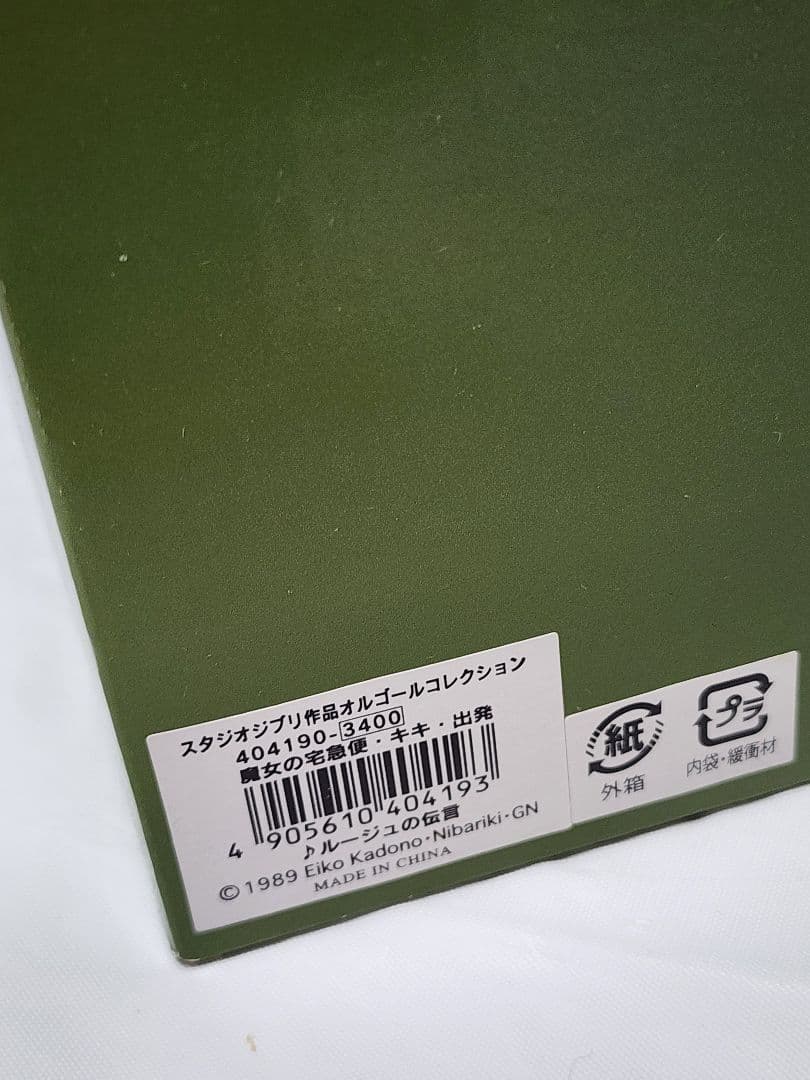 スタジオジブリ作品オルゴールコレクション
404190-3400
魔女の宅急便・キキ・出発
4 905610 404193
♪ルージュの伝言
©1989 Eiko Kadono・Nibariki・GN
MADE IN CHINA
紙
外箱
プラ
内袋・緩衝材